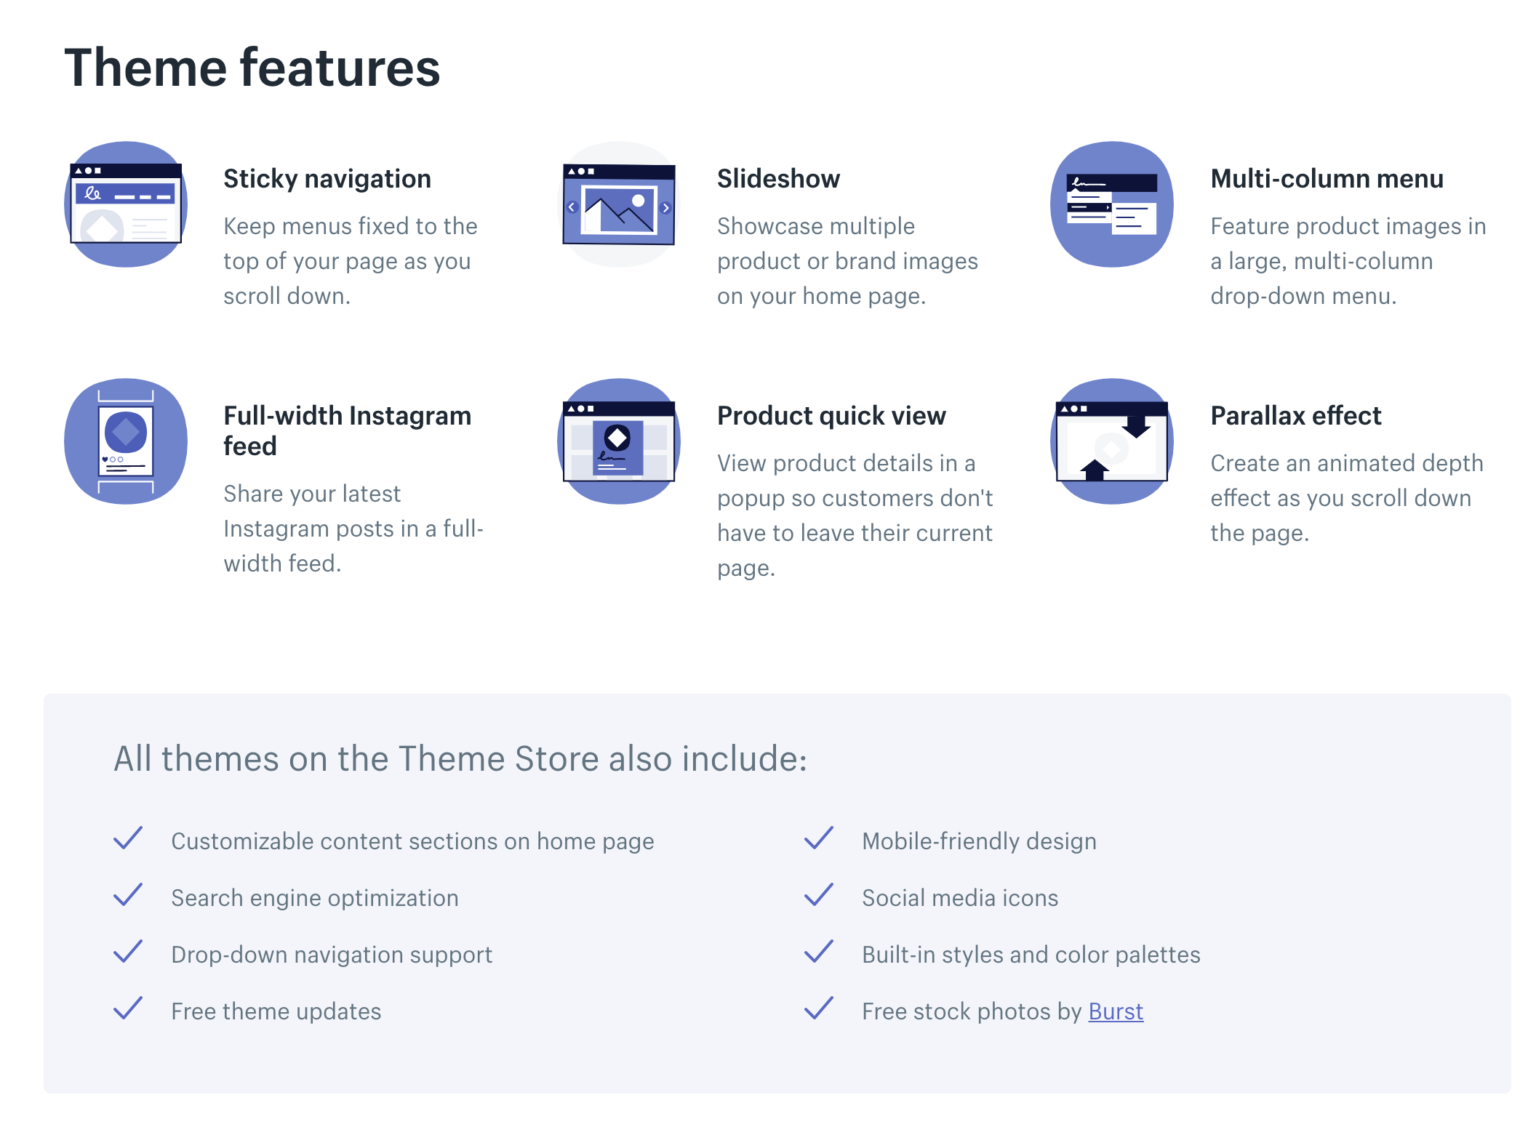 Theme features
Sticky navigation
Keep menus fixed to the
top of your page as you
scroll down.
Slideshow
Showcase multiple
product or brand images
on your home page.
Multi-column menu
Feature product images in
a large, multi-column
drop-down menu.
Full-width Instagram
feed
Share your latest
Instagram posts in a full-
width feed.
Product quick view
View product details in a
popup so customers don't
have to leave their current
page.
Parallax effect
Create an animated depth
effect as you scroll down
the page.
All themes on the Theme Store also include:
Customizable content sections on home page
Search engine optimization
Drop-down navigation support
Free theme updates
Mobile-friendly design
Social media icons
Built-in styles and color palettes
Free stock photos by Burst